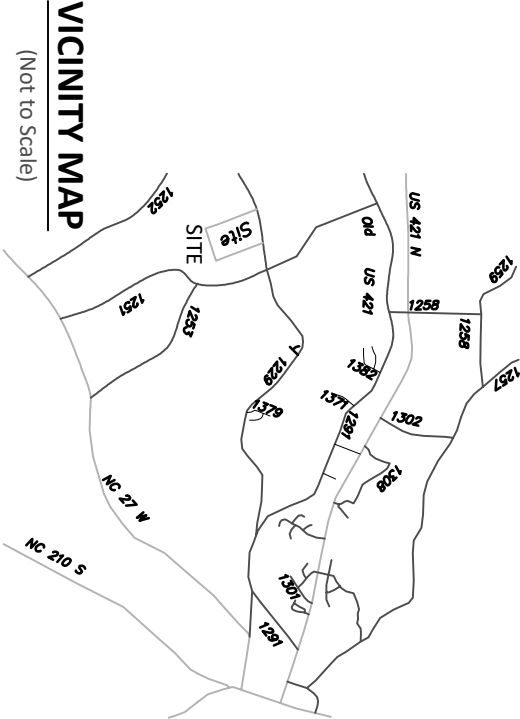 VICINITY MAP
(Not to Scale)
1252
SITE
Site
Old US 421
US 421 N
1259
1258
1258
1257
1251
1253
1229
1382
1371
1291
1302
1379
1308
NC 27 W
NC 210 S
1301
1291